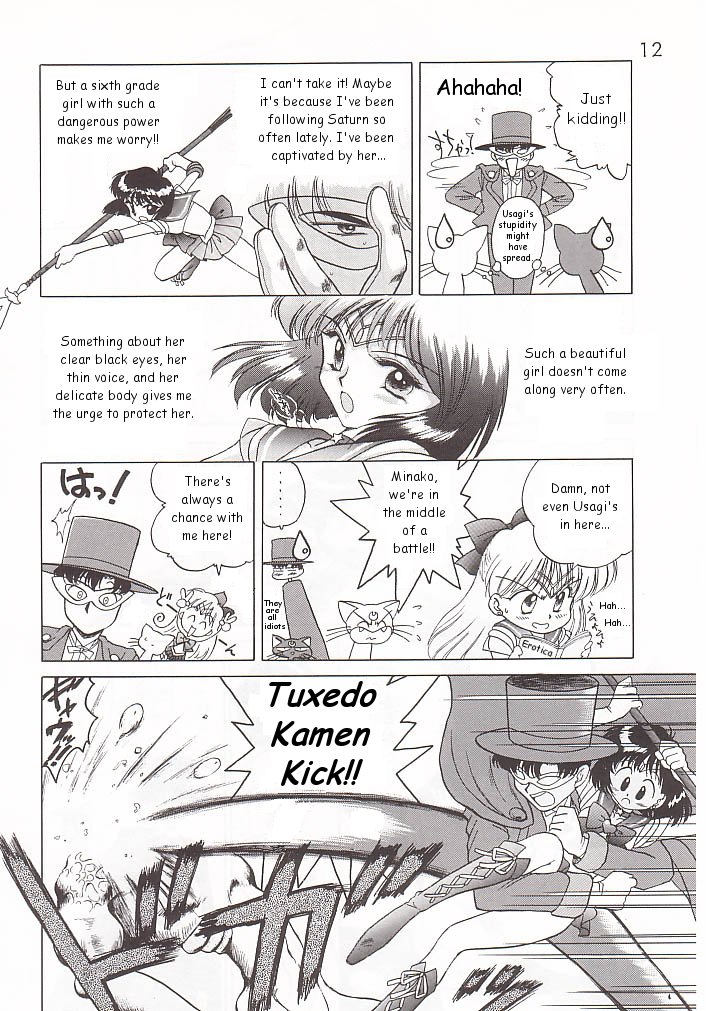 12
But a sixth grade
girl with such a
dangerous power
makes me worry!!
I can't take it! Maybe
it's because I've been
following Saturn so
often lately. I've been
captivated by her...
Ahahaha!
Just
kidding!!
Usagi's
stupidity
might
have
spread
Something about her
clear black eyes, her
thin voice, and her
delicate body gives me
the urge to protect her.
Such a beautiful
girl doesn't come
along very often.
はっ!
There's
always a
chance with
me here!
......
They
are
all
idiots
Minako,
we're in
the middle
of a
battle!!
Damn, not
even Usagi's
in here...
Hah...
Hah...
Erotica
Tuxedo
Kamen
Kick!!
ドガッ